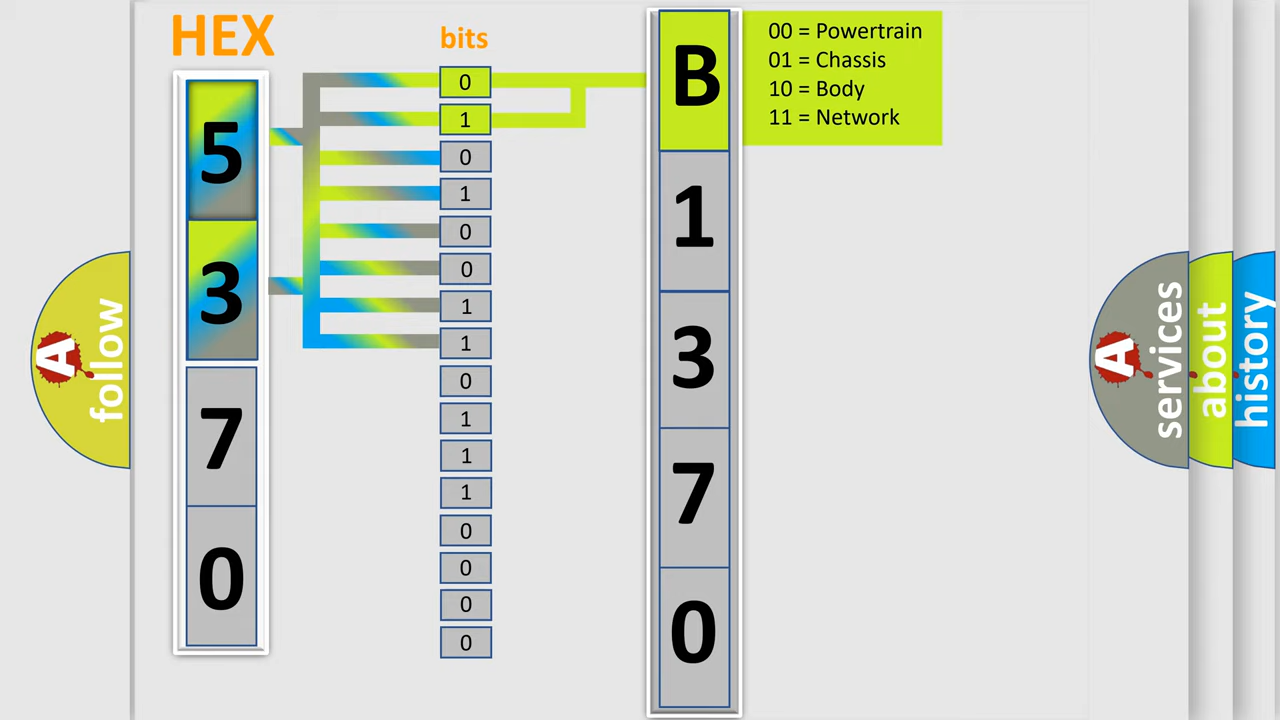 HEX
bits
5
3
7
0
0
1
0
1
0
0
1
1
0
1
1
1
0
0
0
0
B
1
3
7
0
00 = Powertrain
01 = Chassis
10 = Body
11 = Network
A follow
A services
about
history